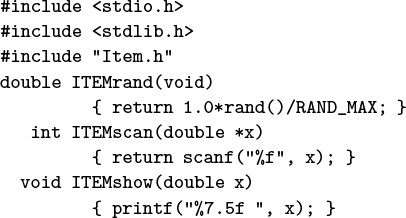 #include <stdio.h>
#include <stdlib.h>
#include "Item.h"
double ITEMrand(void)
{ return 1.0*rand()/RAND_MAX; }
int ITEMscan(double *x)
{ return scanf("%f", x); }
void ITEMshow(double x)
{ printf("%7.5f ", x); }